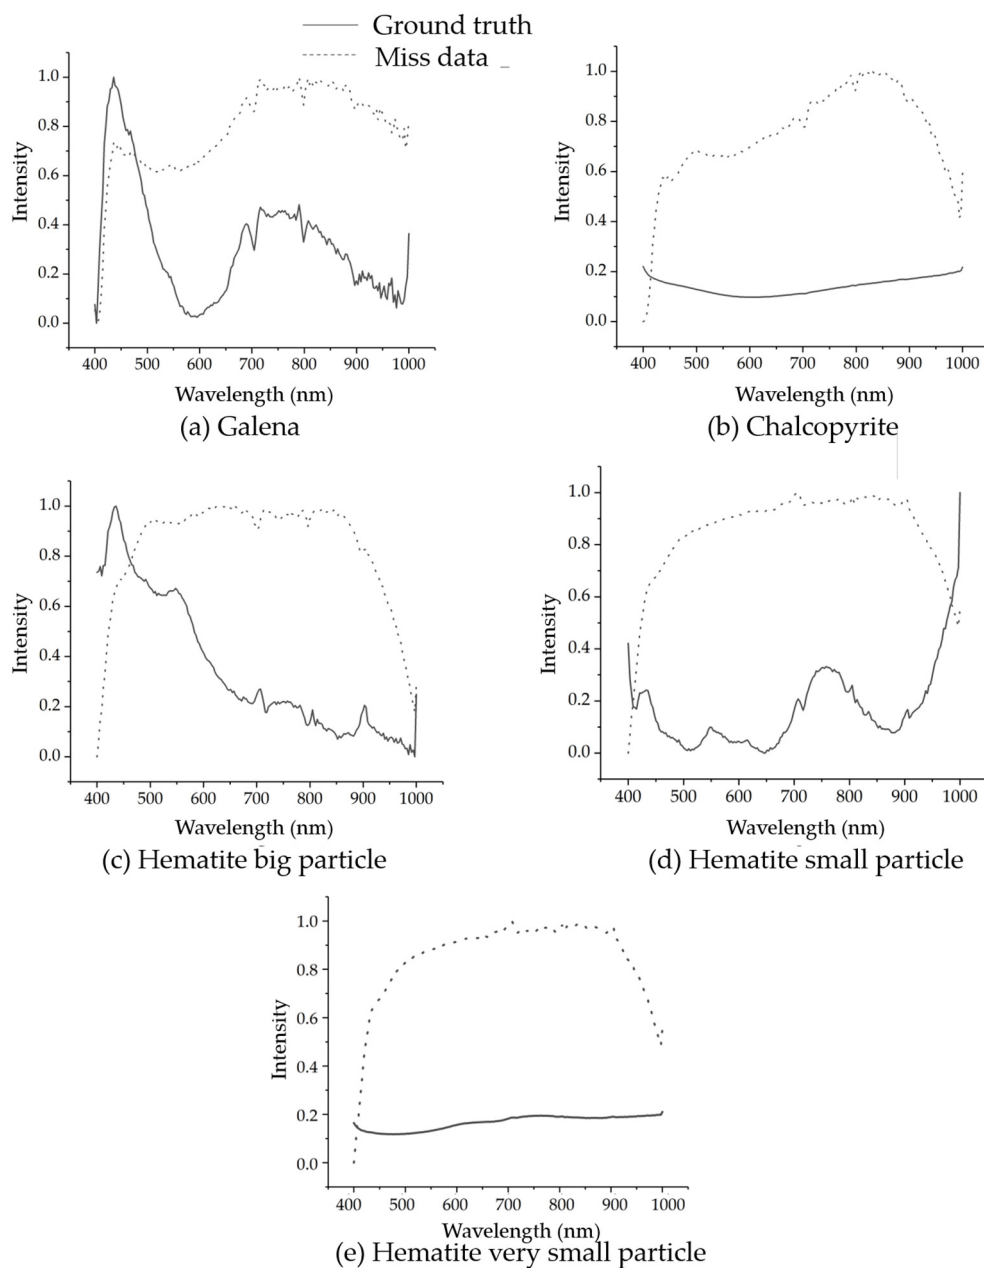 Ground truth
Miss data
1.0
0.8
0.6
0.4
0.2
0.0
Intensity
400 500 600 700 800 900 1000
Wavelength (nm)
(a) Galena
1.0
0.8
0.6
0.4
0.2
0.0
Intensity
400 500 600 700 800 900 1000
Wavelength (nm)
(b) Chalcopyrite
1.0
0.8
0.6
0.4
0.2
0.0
Intensity
400 500 600 700 800 900 1000
Wavelength (nm)
(c) Hematite big particle
1.0
0.8
0.6
0.4
0.2
0.0
Intensity
400 500 600 700 800 900 1000
Wavelength (nm)
(d) Hematite small particle
1.0
0.8
0.6
0.4
0.2
0.0
Intensity
400 500 600 700 800 900 1000
Wavelength (nm)
(e) Hematite very small particle